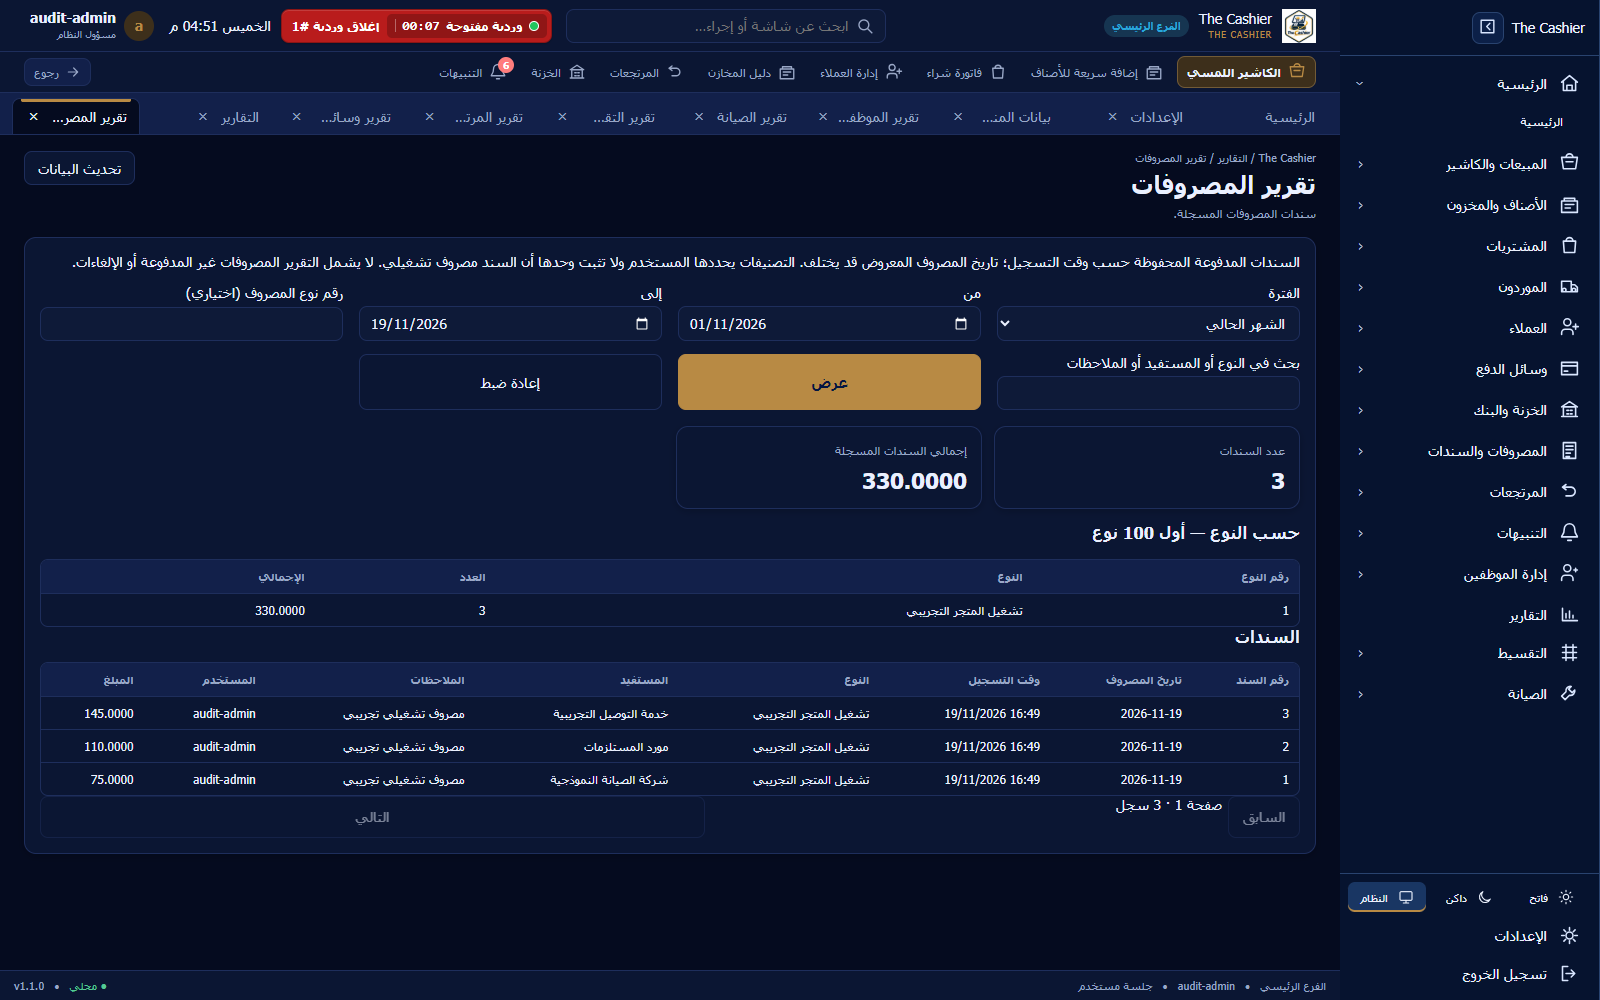 The Cashier
الرئيسية
الرئيسية
المبيعات والكاشير
الأصناف والمخزون
المشتريات
الموردون
العملاء
وسائل الدفع
الخزنة والبنك
المصروفات والسندات
المرتجعات
التنبيهات
إدارة الموظفين
التقارير
التقسيط
الصيانة
فاتح
داكن
النظام
الإعدادات
تسجيل الخروج
The Cashier
THE CASHIER
الفرع الرئيسي
ابحث عن شاشة أو إجراء...
وردية مفتوحة 00:07 | إغلاق وردية #1
الخميس 04:51 م
a
audit-admin
مسؤول النظام
الكاشير اللمسي
إضافة سريعة للأصناف
فاتورة شراء
إدارة العملاء
دليل المخازن
المرتجعات
الخزنة
التنبيهات
6
رجوع
الرئيسية
الإعدادات ×
بيانات المنـ... ×
تقرير الموظفـ... ×
تقرير الصيانة ×
تقرير التقـ... ×
تقرير المرتـ... ×
تقرير وسائـ... ×
التقارير ×
تقرير المصر... ×
The Cashier / التقارير / تقرير المصروفات
تقرير المصروفات
سندات المصروفات المسجلة.
تحديث البيانات
السندات المدفوعة المحفوظة حسب وقت التسجيل؛ تاريخ المصروف المعروض قد يختلف. التصنيفات يحددها المستخدم ولا تثبت وحدها أن السند مصروف تشغيلي. لا يشمل التقرير المصروفات غير المدفوعة أو الإلغاءات.
الفترة
الشهر الحالي
من
01/11/2026
إلى
19/11/2026
رقم نوع المصروف (اختياري)
بحث في النوع أو المستفيد أو الملاحظات
عرض
إعادة ضبط
عدد السندات
3
إجمالي السندات المسجلة
330.0000
حسب النوع — أول 100 نوع
رقم النوع النوع العدد الإجمالي
1 تشغيل المتجر التجريبي 3 330.0000
السندات
رقم السند تاريخ المصروف وقت التسجيل النوع المستفيد الملاحظات المستخدم المبلغ
3 2026-11-19 19/11/2026 16:49 تشغيل المتجر التجريبي خدمة التوصيل التجريبية مصروف تشغيلي تجريبي audit-admin 145.0000
2 2026-11-19 19/11/2026 16:49 تشغيل المتجر التجريبي مورد المستلزمات مصروف تشغيلي تجريبي audit-admin 110.0000
1 2026-11-19 19/11/2026 16:49 تشغيل المتجر التجريبي شركة الصيانة النموذجية مصروف تشغيلي تجريبي audit-admin 75.0000
السابق
صفحة 1 · 3 سجل
التالي
الفرع الرئيسي • audit-admin • جلسة مستخدم
محلي • v1.1.0